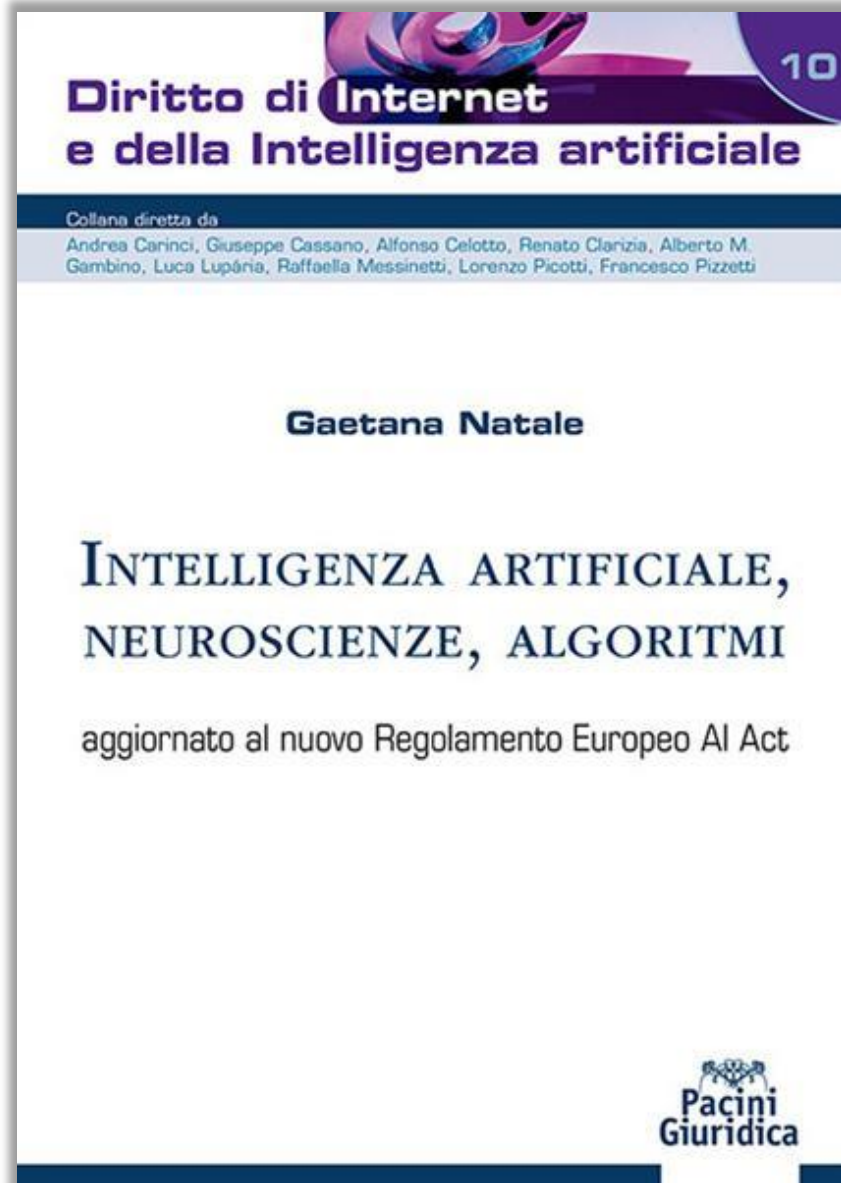 10
Diritto di Internet
e della Intelligenza artificiale
Collana diretta da
Andrea Carinci, Giuseppe Cassano, Alfonso Celotto, Renato Clarizia, Alberto M.
Gambino, Luca Lupária, Raffaella Messinetti, Lorenzo Picotti, Francesco Pizzetti
Gaetana Natale
INTELLIGENZA ARTIFICIALE,
NEUROSCIENZE, ALGORITMI
aggiornato al nuovo Regolamento Europeo AI Act
Pacini
Giuridica